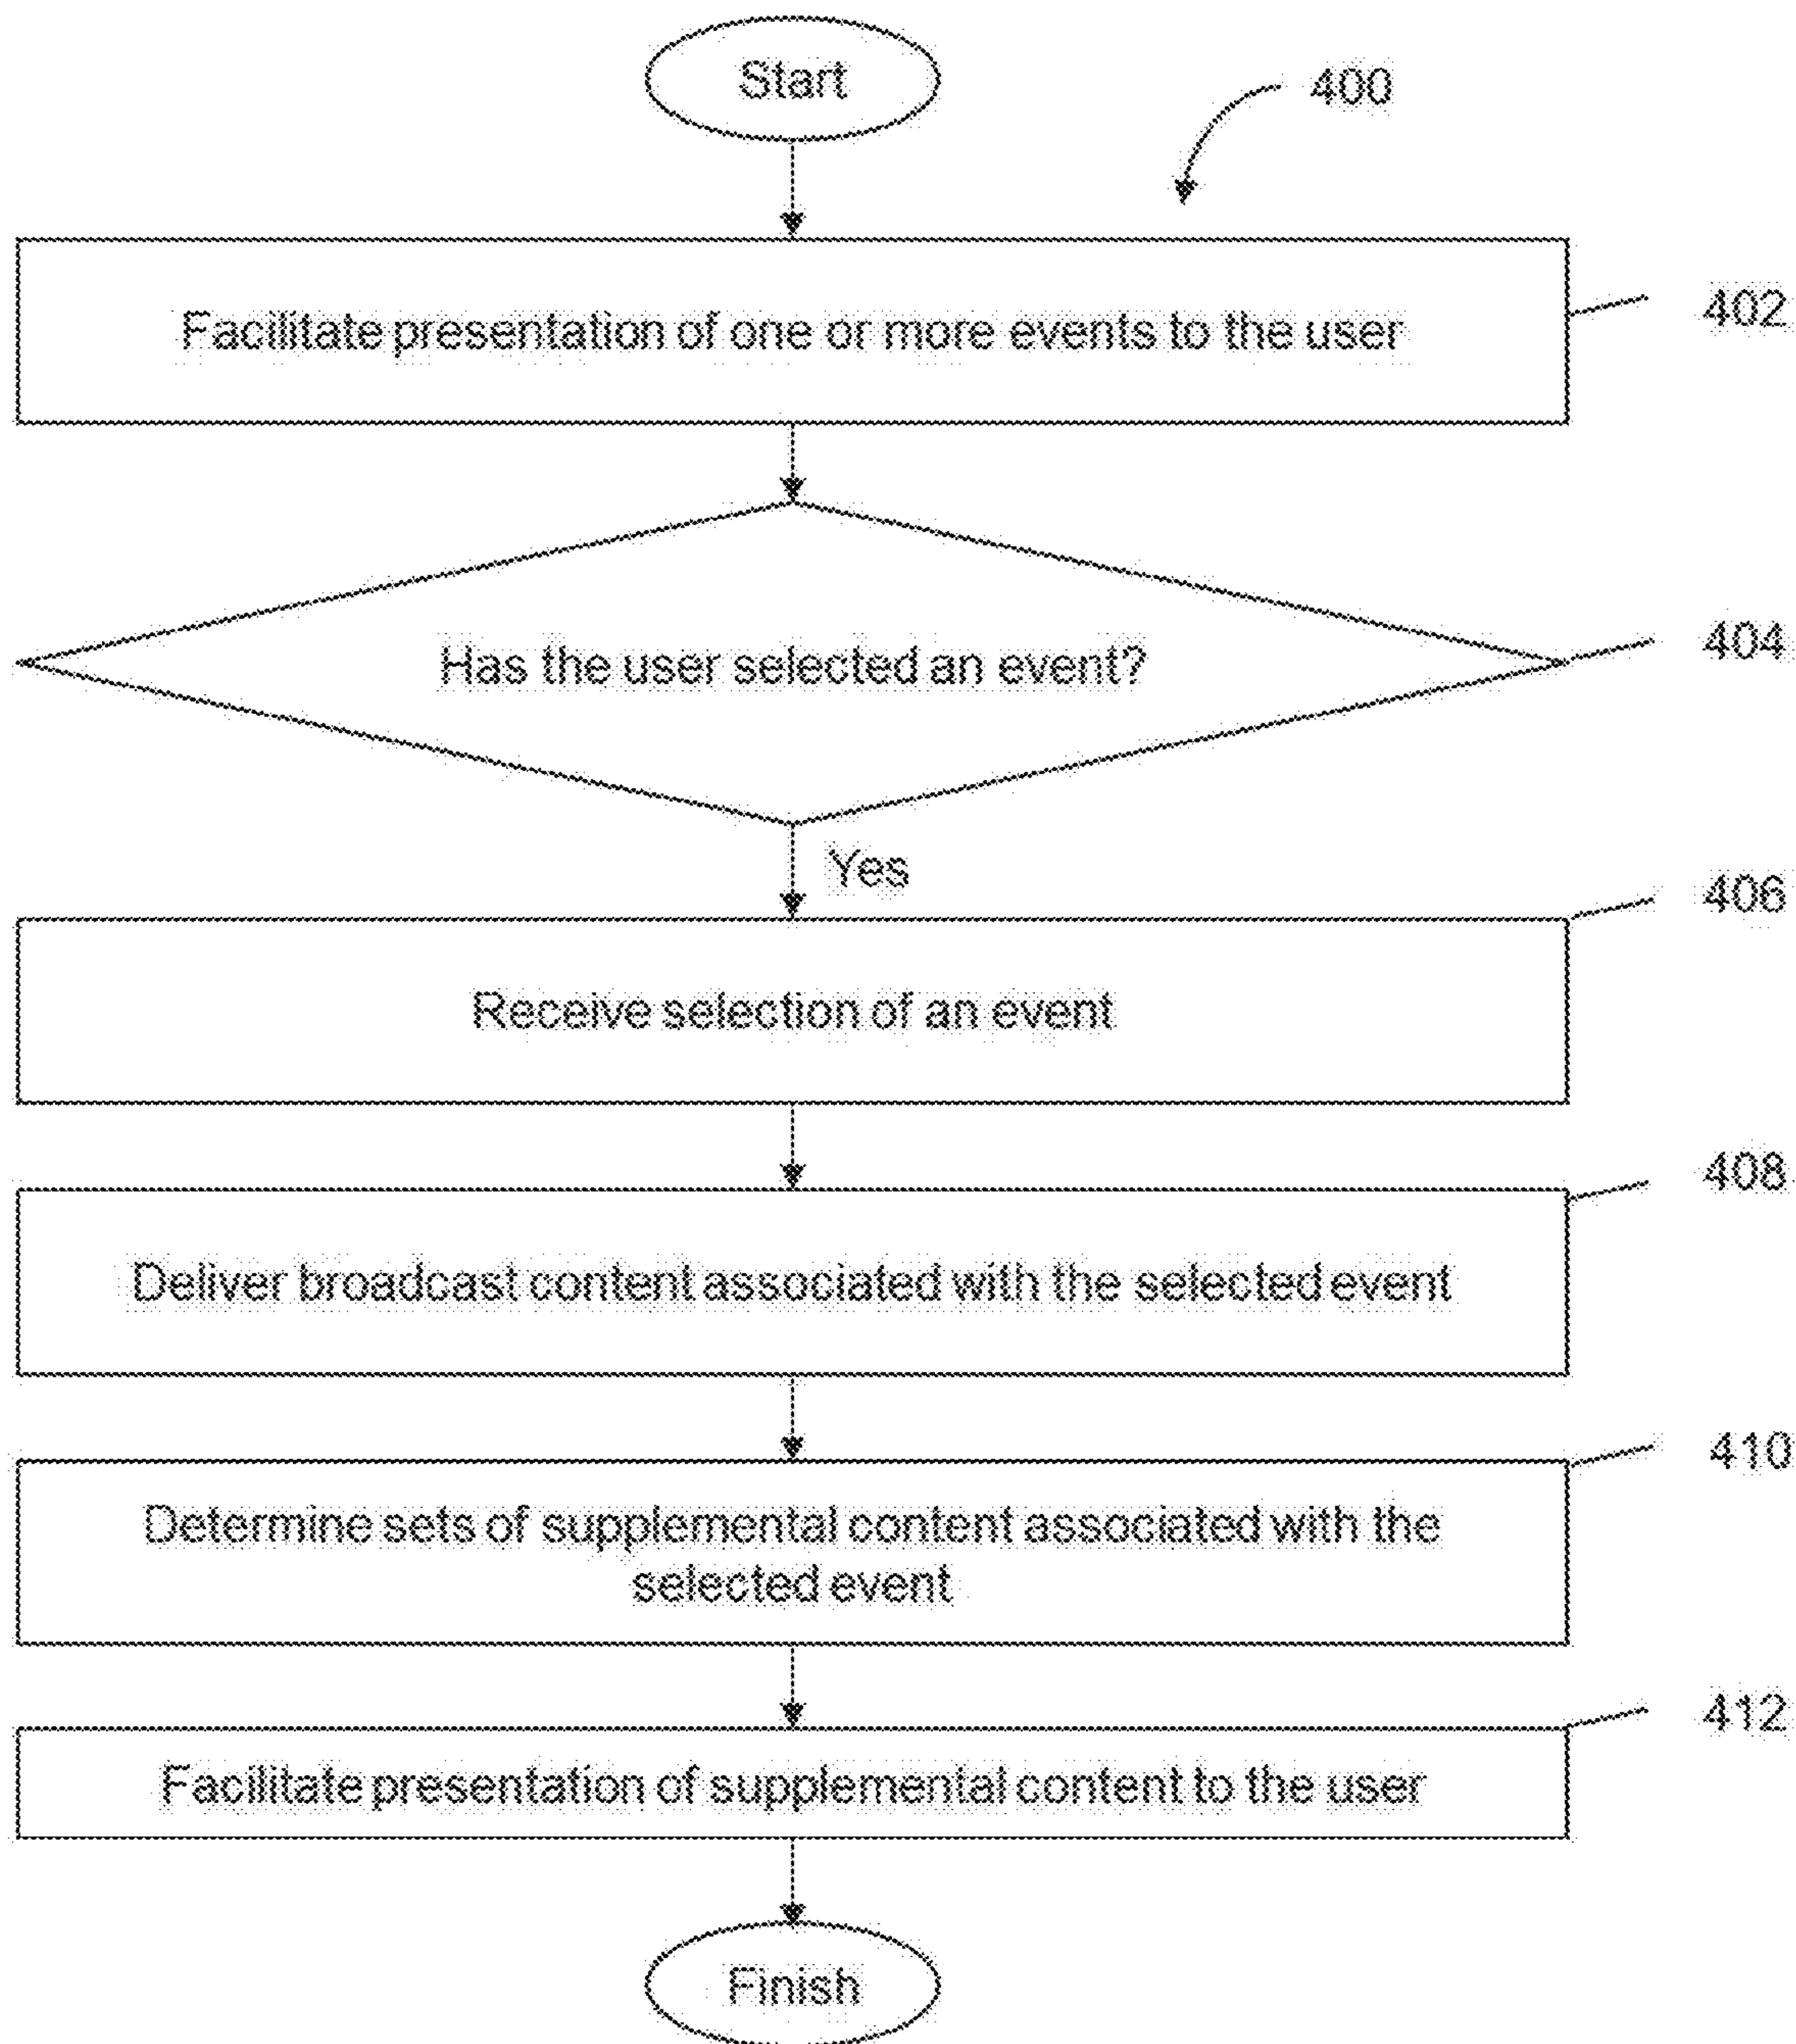 Start
400
Facilitate presentation of one or more events to the user
402
Has the user selected an event?
404
Yes
406
Receive selection of an event
408
Deliver broadcast content associated with the selected event
410
Determine sets of supplemental content associated with the
selected event
412
Facilitate presentation of supplemental content to the user
Finish